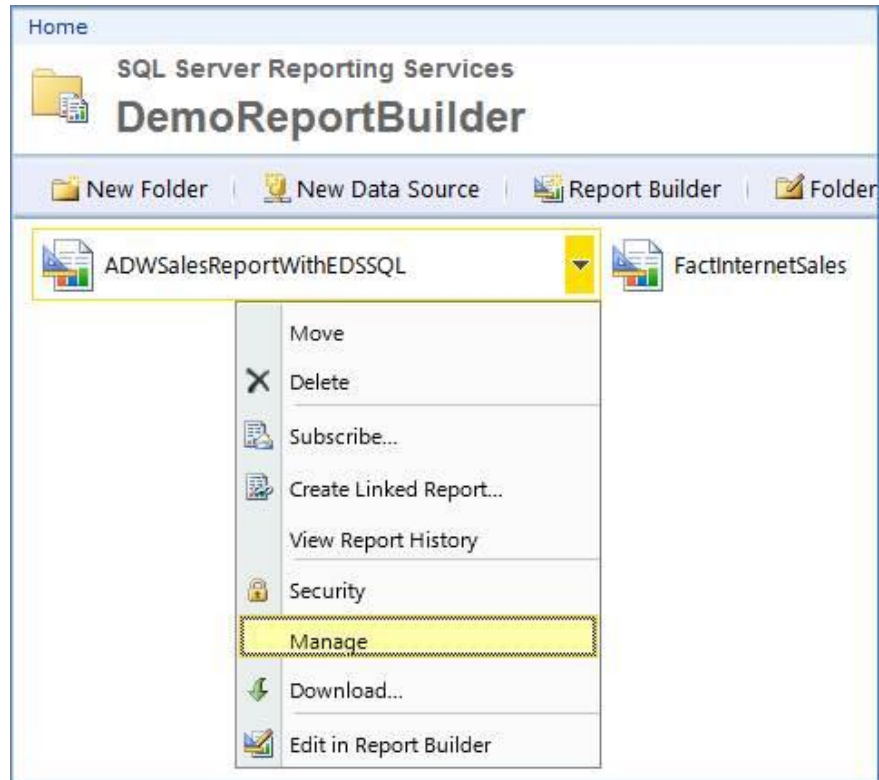 Home
SQL Server Reporting Services
DemoReportBuilder
New Folder New Data Source Report Builder Folder
ADWSalesReportWithEDSSQL FactInternetSales
Move
Delete
Subscribe...
Create Linked Report...
View Report History
Security
Manage
Download...
Edit in Report Builder